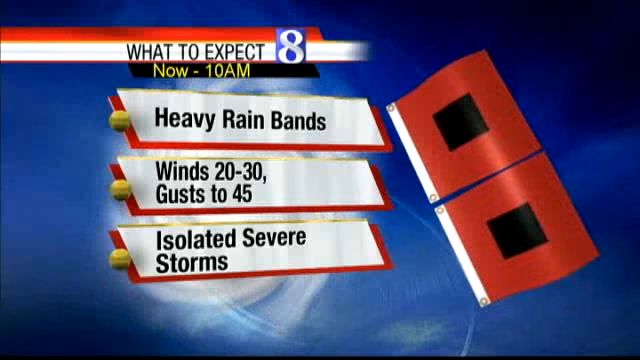 WHAT TO EXPECT 8
Now - 10AM
Heavy Rain Bands
Winds 20-30,
Gusts to 45
Isolated Severe
Storms